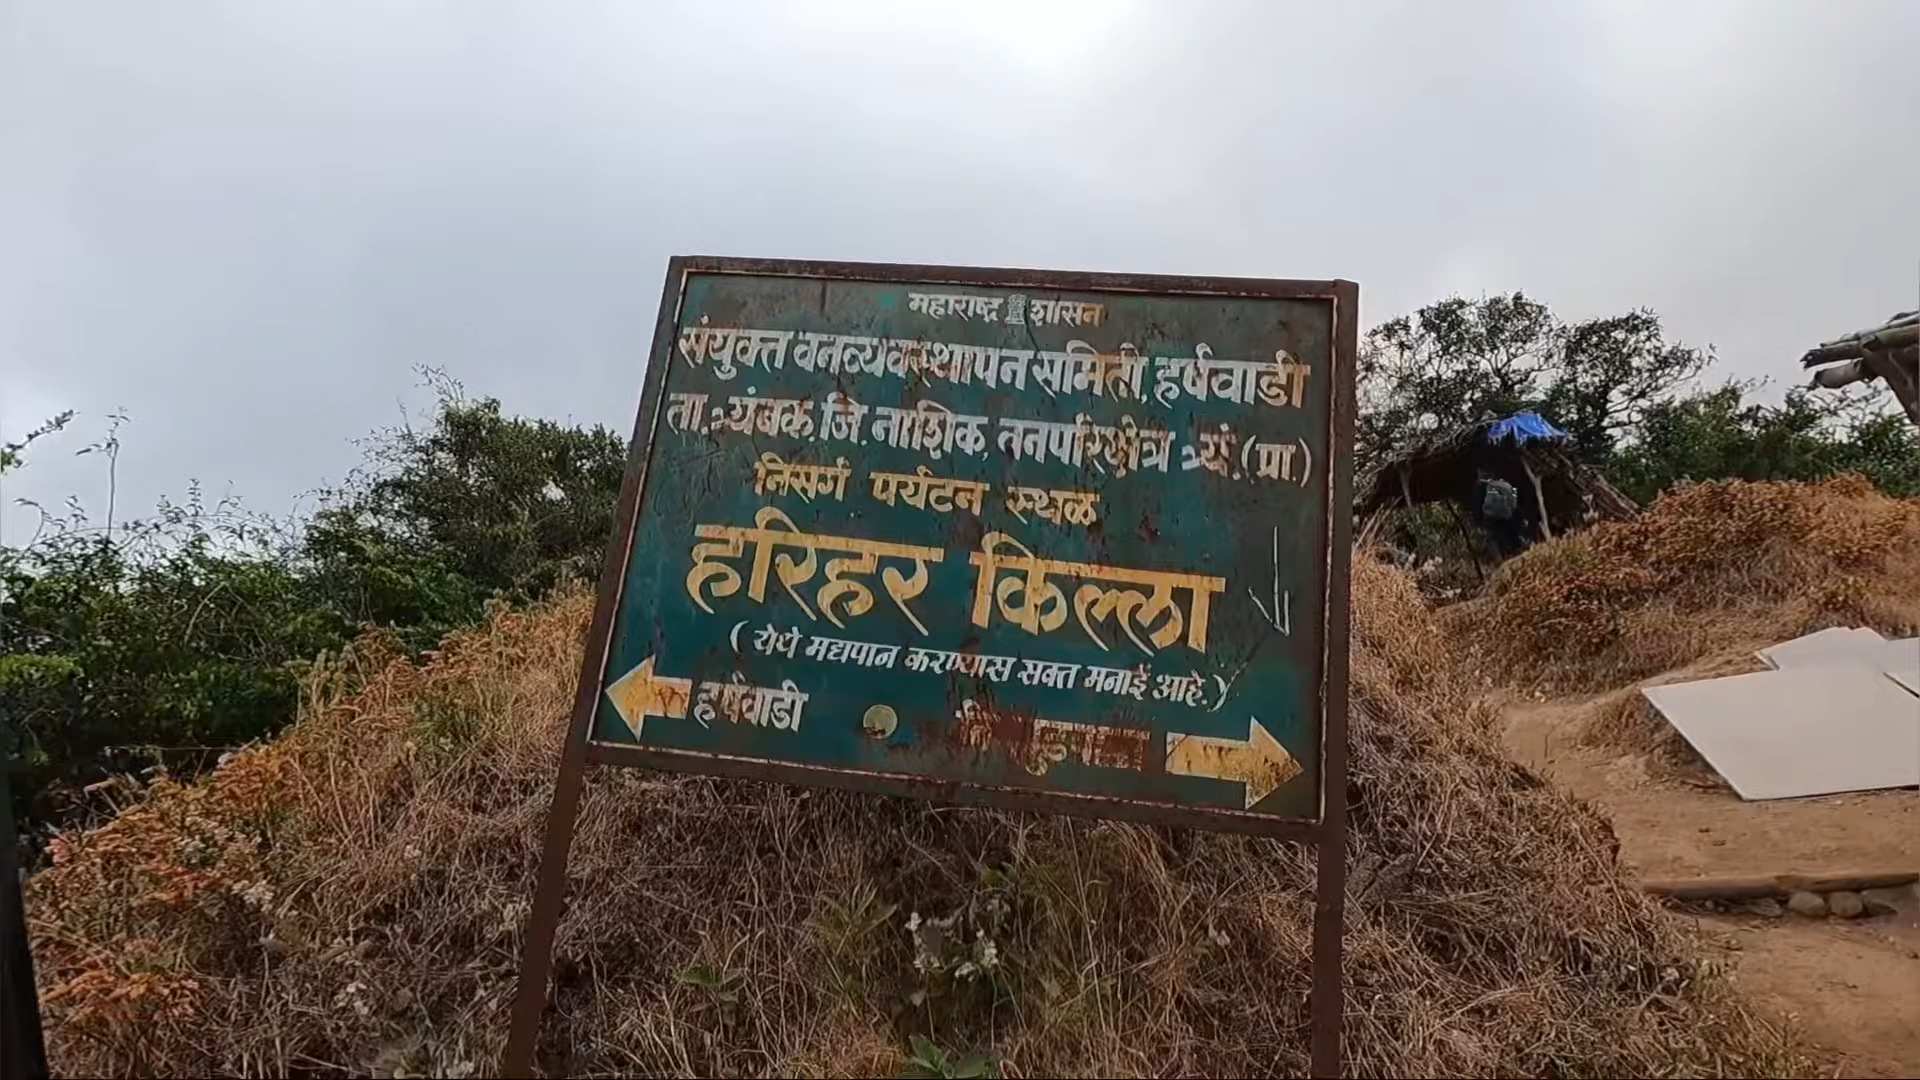 महाराष्ट्र शासन
संयुक्त वनव्यवस्थापन समिती, हर्षवाडी
ता. त्र्यंबक. जि. नाशिक, वनपरिक्षेत्र त्र्यं. (प्रा.)
निसर्ग पर्यटन स्थळ
हरिहर किल्ला
( येथे मद्यपान करण्यास सक्त मनाई आहे. )
हर्षवाडी